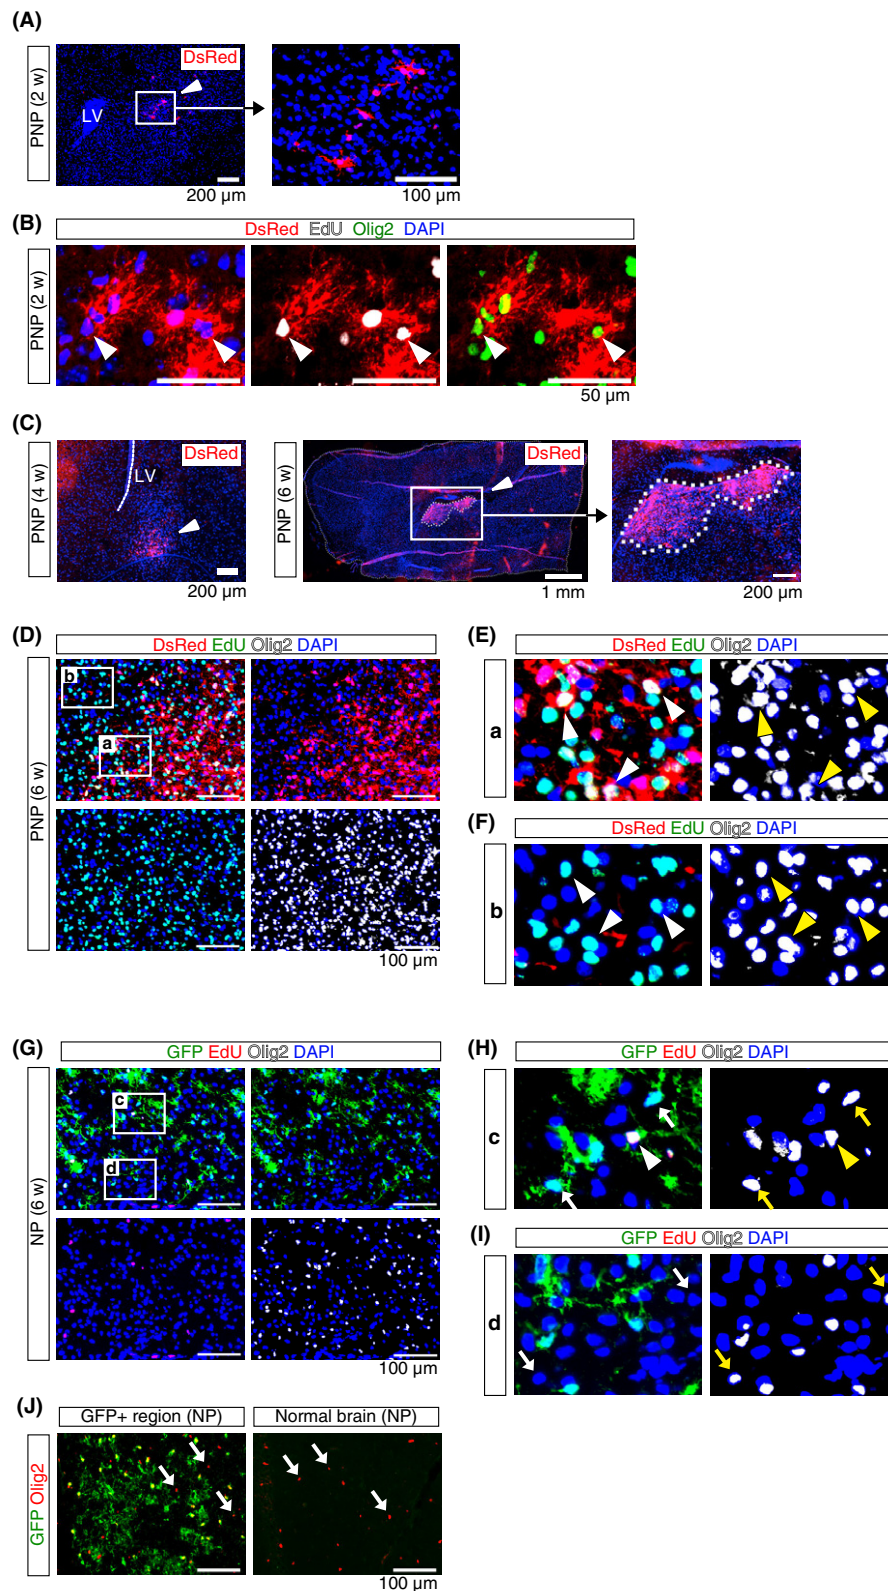 (A)
PNP (2 w)
DsRed
LV
200 µm
100 µm
(B)
DsRed EdU Olig2 DAPI
PNP (2 w)
50 µm
(C)
PNP (4 w)
DsRed
LV
200 µm
PNP (6 w)
DsRed
1 mm
200 µm
(D)
DsRed EdU Olig2 DAPI
PNP (6 w)
b
a
100 µm
(E)
DsRed EdU Olig2 DAPI
a
(F)
DsRed EdU Olig2 DAPI
b
(G)
GFP EdU Olig2 DAPI
NP (6 w)
c
d
100 µm
(H)
GFP EdU Olig2 DAPI
c
(I)
GFP EdU Olig2 DAPI
d
(J)
GFP+ region (NP)
Normal brain (NP)
GFP Olig2
100 µm